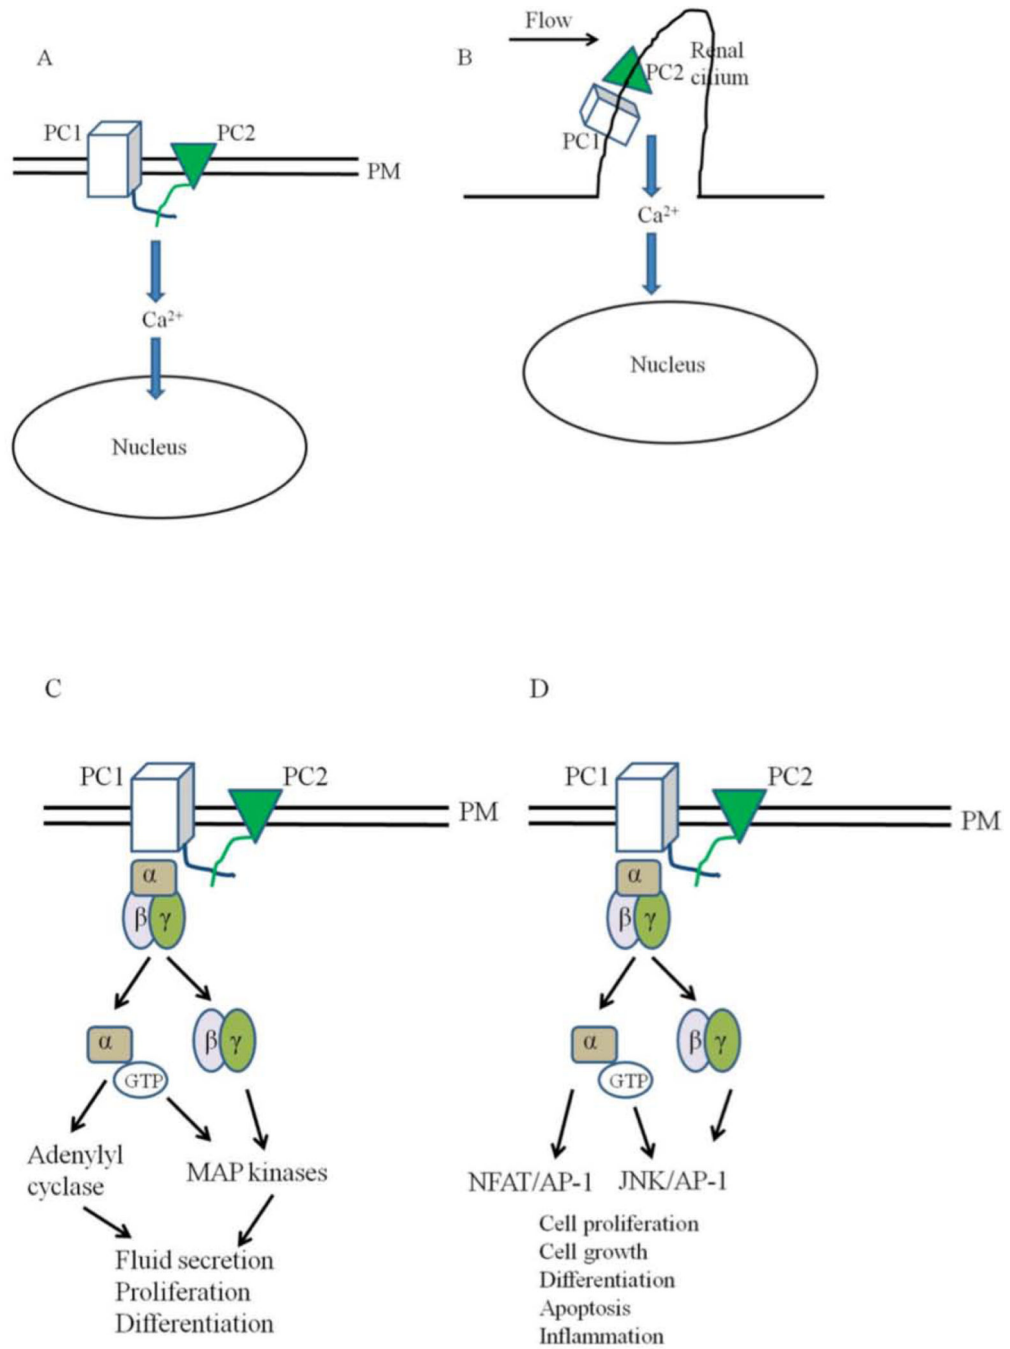 A
PC1
PC2
PM
Ca²⁺
Nucleus
B
Flow
Renal
cilium
PC2
PC1
Ca²⁺
Nucleus
C
PC1
PC2
PM
α
β γ
α
β γ
GTP
Adenylyl
cyclase
MAP kinases
Fluid secretion
Proliferation
Differentiation
D
PC1
PC2
PM
α
β γ
α
β γ
GTP
NFAT/AP-1
JNK/AP-1
Cell proliferation
Cell growth
Differentiation
Apoptosis
Inflammation